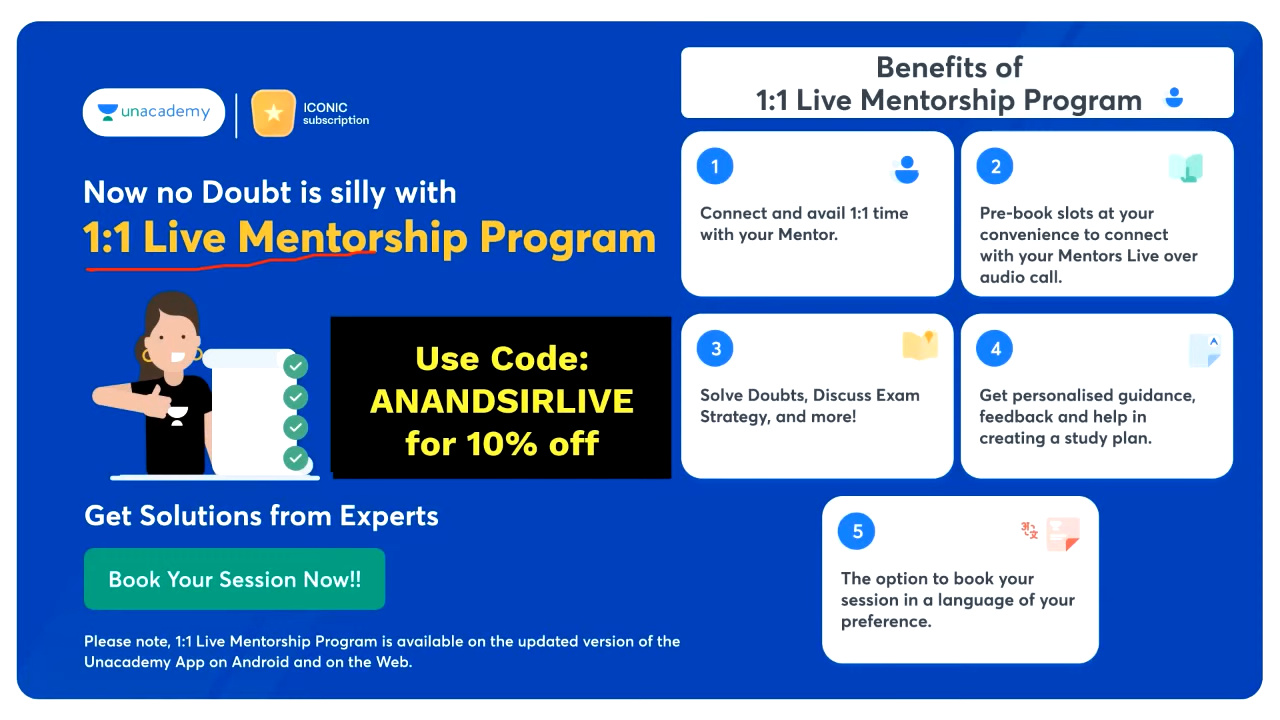 unacademy
ICONIC
subscription
Now no Doubt is silly with
1:1 Live Mentorship Program
Use Code:
ANANDSIRLIVE
for 10% off
Get Solutions from Experts
Book Your Session Now!!
Please note, 1:1 Live Mentorship Program is available on the updated version of the
Unacademy App on Android and on the Web.
Benefits of
1:1 Live Mentorship Program
1
Connect and avail 1:1 time
with your Mentor.
2
Pre-book slots at your
convenience to connect
with your Mentors Live over
audio call.
3
Solve Doubts, Discuss Exam
Strategy, and more!
4
A
Get personalised guidance,
feedback and help in
creating a study plan.
5
अ
文
The option to book your
session in a language of your
preference.